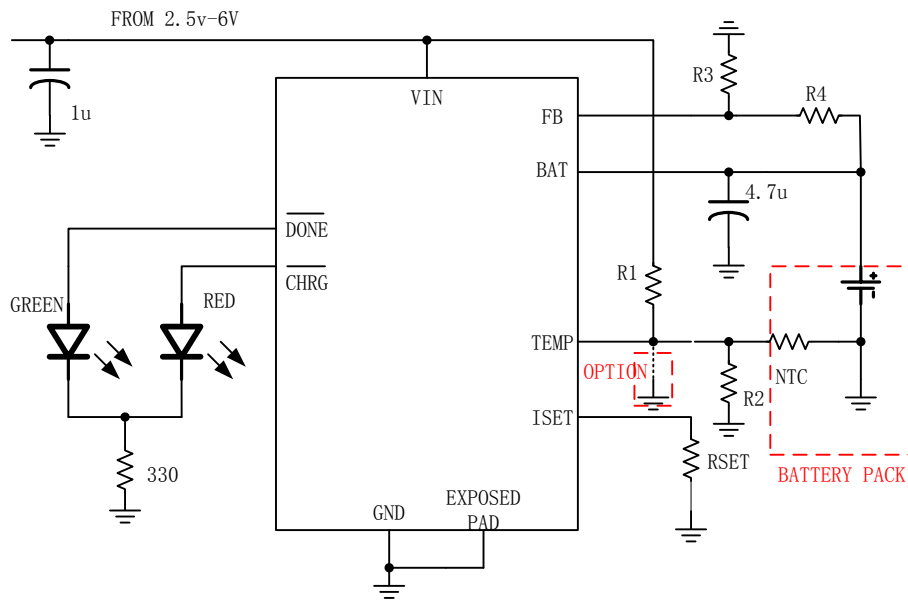 FROM 2.5v-6V
1u
VIN
R3
R4
FB
BAT
4.7u
DONE
CHRG
GREEN
RED
R1
TEMP
OPTION
NTC
R2
ISET
RSET
330
BATTERY PACK
GND
EXPOSED
PAD
+